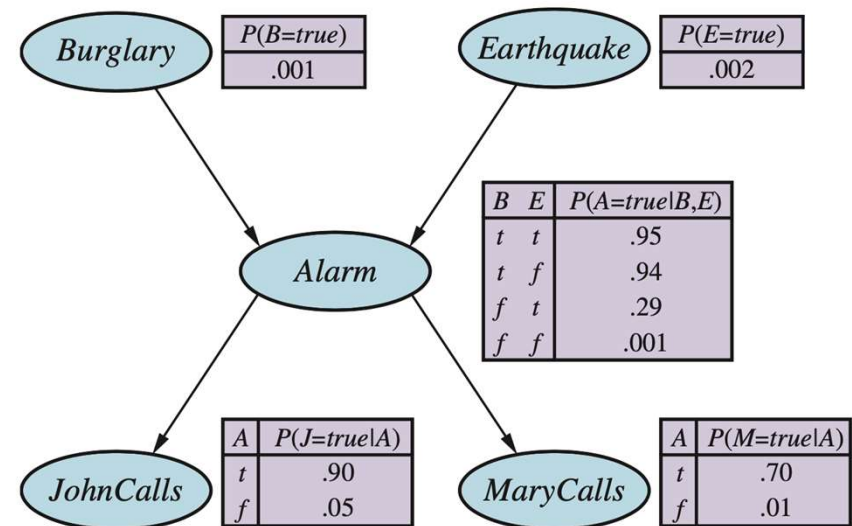 Burglary
P(B=true)
.001
Earthquake
P(E=true)
.002
B E P(A=true|B,E)
t t .95
t f .94
f t .29
f f .001
Alarm
A P(J=true|A)
t .90
f .05
JohnCalls
A P(M=true|A)
t .70
f .01
MaryCalls